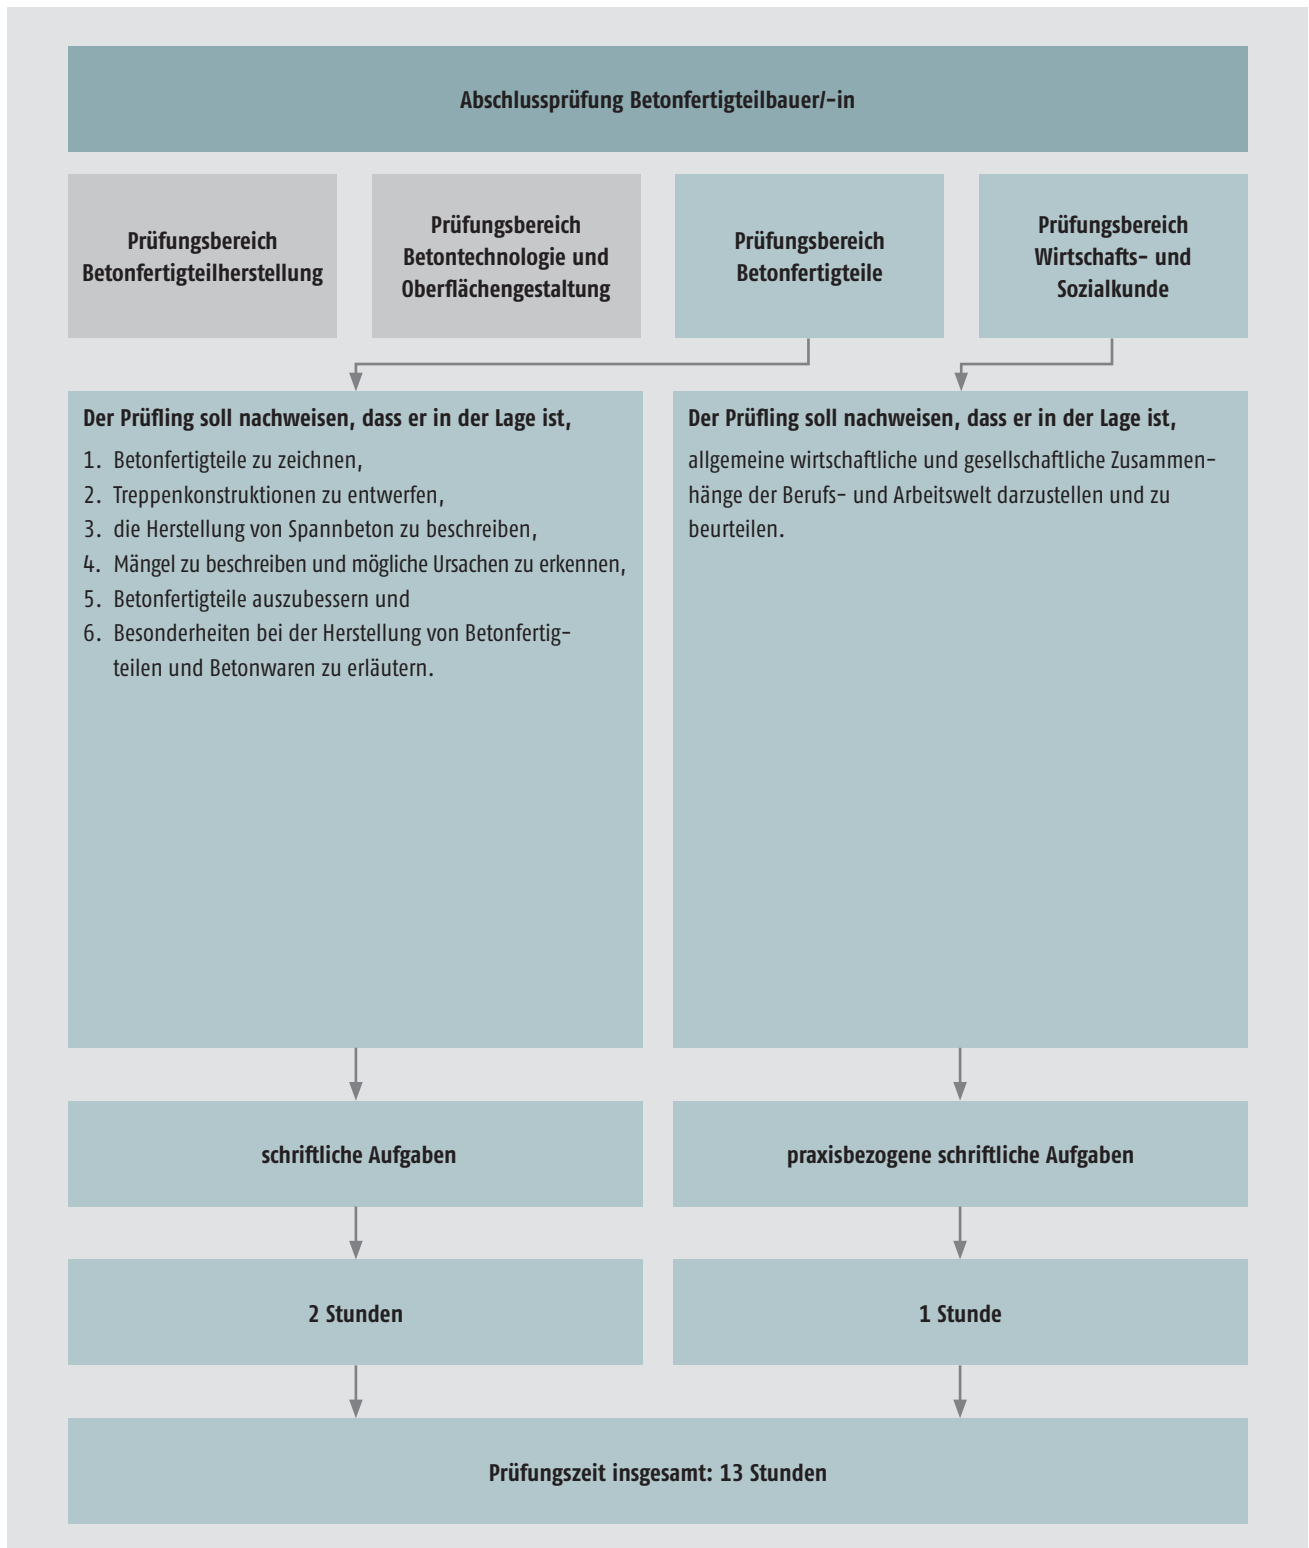 Abschlussprüfung Betonfertigteilbauer/-in
Prüfungsbereich
Betonfertigteilherstellung
Prüfungsbereich
Betontechnologie und
Oberflächengestaltung
Prüfungsbereich
Betonfertigteile
Prüfungsbereich
Wirtschafts- und
Sozialkunde
Der Prüfling soll nachweisen, dass er in der Lage ist,
1. Betonfertigteile zu zeichnen,
2. Treppenkonstruktionen zu entwerfen,
3. die Herstellung von Spannbeton zu beschreiben,
4. Mängel zu beschreiben und mögliche Ursachen zu erkennen,
5. Betonfertigteile auszubessern und
6. Besonderheiten bei der Herstellung von Betonfertig-
teilen und Betonwaren zu erläutern.
Der Prüfling soll nachweisen, dass er in der Lage ist,
allgemeine wirtschaftliche und gesellschaftliche Zusammen-
hänge der Berufs- und Arbeitswelt darzustellen und zu
beurteilen.
schriftliche Aufgaben
praxisbezogene schriftliche Aufgaben
2 Stunden
1 Stunde
Prüfungszeit insgesamt: 13 Stunden